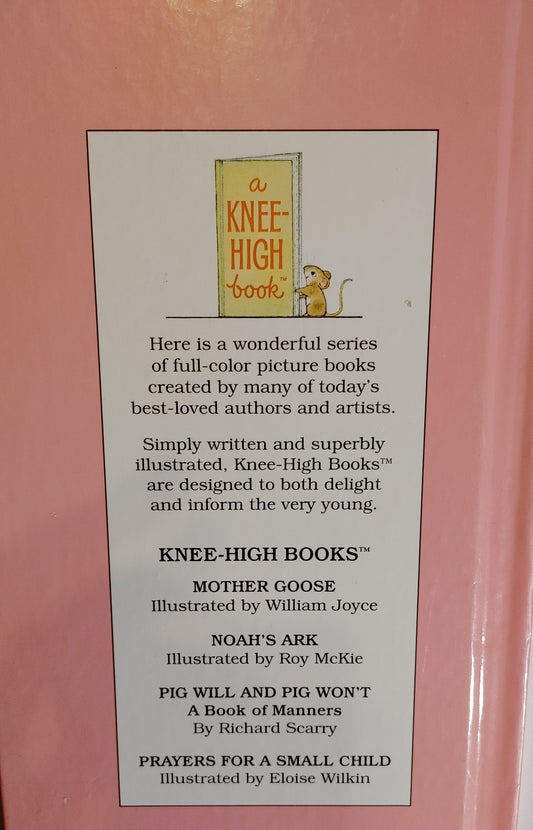 a
KNEE-
HIGH
book™
Here is a wonderful series
of full-color picture books
created by many of today's
best-loved authors and artists.
Simply written and superbly
illustrated, Knee-High Books™
are designed to both delight
and inform the very young.
KNEE-HIGH BOOKS™
MOTHER GOOSE
Illustrated by William Joyce
NOAH'S ARK
Illustrated by Roy McKie
PIG WILL AND PIG WON'T
A Book of Manners
By Richard Scarry
PRAYERS FOR A SMALL CHILD
Illustrated by Eloise Wilkin